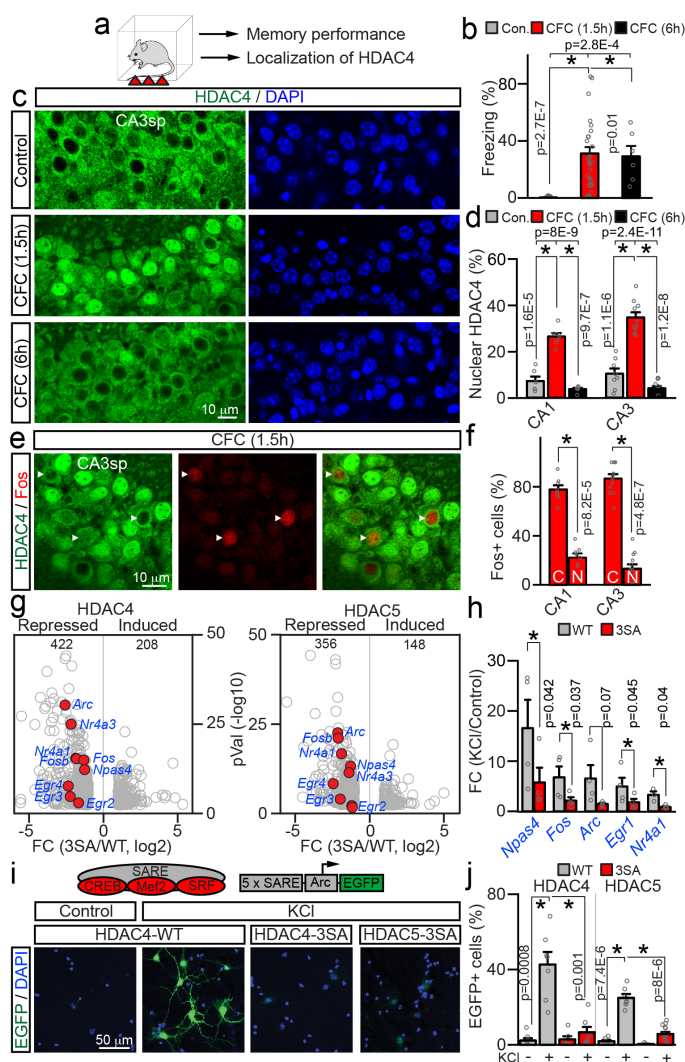 a
Memory performance
Localization of HDAC4
b
Con. CFC (1.5h) CFC (6h)
p=2.8E-4
* *
Freezing (%)
80
40
0
p=2.7E-7
p=0.01
c
HDAC4 / DAPI
CA3sp
Control
CFC (1.5h)
CFC (6h)
10 μm
d
Con. CFC (1.5h) CFC (6h)
p=8E-9 p=2.4E-11
* * * *
Nuclear HDAC4 (%)
60
40
20
0
p=1.6E-5
p=9.7E-7
p=1.1E-6
p=1.2E-8
CA1 CA3
e
CFC (1.5h)
HDAC4 / Fos
CA3sp
10 μm
f
* *
Fos+ cells (%)
80
40
0
p=8.2E-5
p=4.8E-7
C N C N
CA1 CA3
g
HDAC4
Repressed Induced
422 208
50
25
0
pVal (-log10)
Arc
Nr4a3
Nr4a1
Fosb
Fos
Npas4
Egr4
Egr3
Egr2
-5 0 5
FC (3SA/WT, log2)
HDAC5
Repressed Induced
356 148
50
25
0
Fosb
Arc
Nr4a1
Npas4
Nr4a3
Egr4
Egr3
Egr2
-5 0 5
FC (3SA/WT, log2)
h
WT 3SA
FC (KCl/Control)
30
20
10
0
* * * *
p=0.042
p=0.037
p=0.07
p=0.045
p=0.04
Npas4 Fos Arc Egr1 Nr4a1
i
SARE
CREB Mef2 SRF
5 x SARE Arc EGFP
Control KCl
HDAC4-WT HDAC4-3SA HDAC5-3SA
EGFP / DAPI
50 μm
j
WT 3SA
HDAC4 HDAC5
* * * *
EGFP+ cells (%)
80
40
0
p=0.0008
p=0.001
p=7.4E-6
p=8E-6
KCl - + - + - + - +